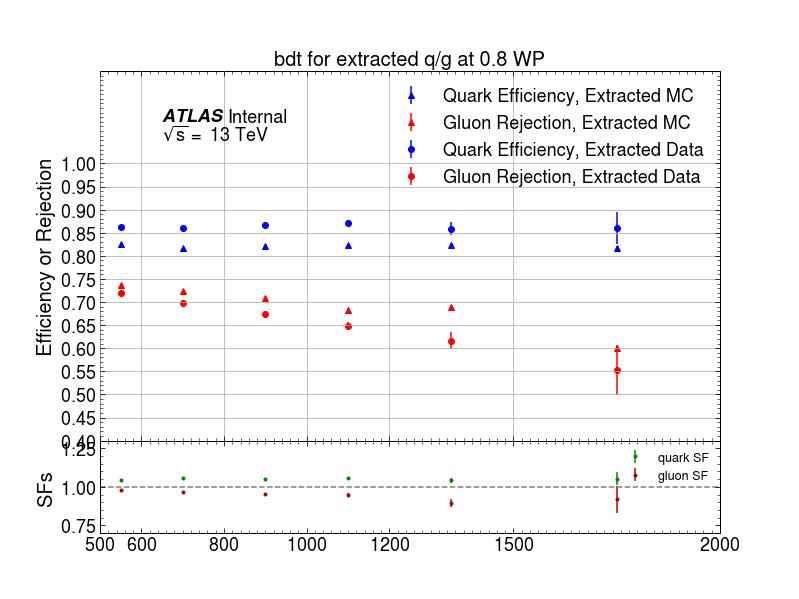 bdt for extracted q/g at 0.8 WP
ATLAS Internal
√s = 13 TeV
Quark Efficiency, Extracted MC
Gluon Rejection, Extracted MC
Quark Efficiency, Extracted Data
Gluon Rejection, Extracted Data
Efficiency or Rejection
1.00
0.95
0.90
0.85
0.80
0.75
0.70
0.65
0.60
0.55
0.50
0.45
0.40
SFs
1.25
1.00
0.75
quark SF
gluon SF
500 600 800 1000 1200 1500 2000